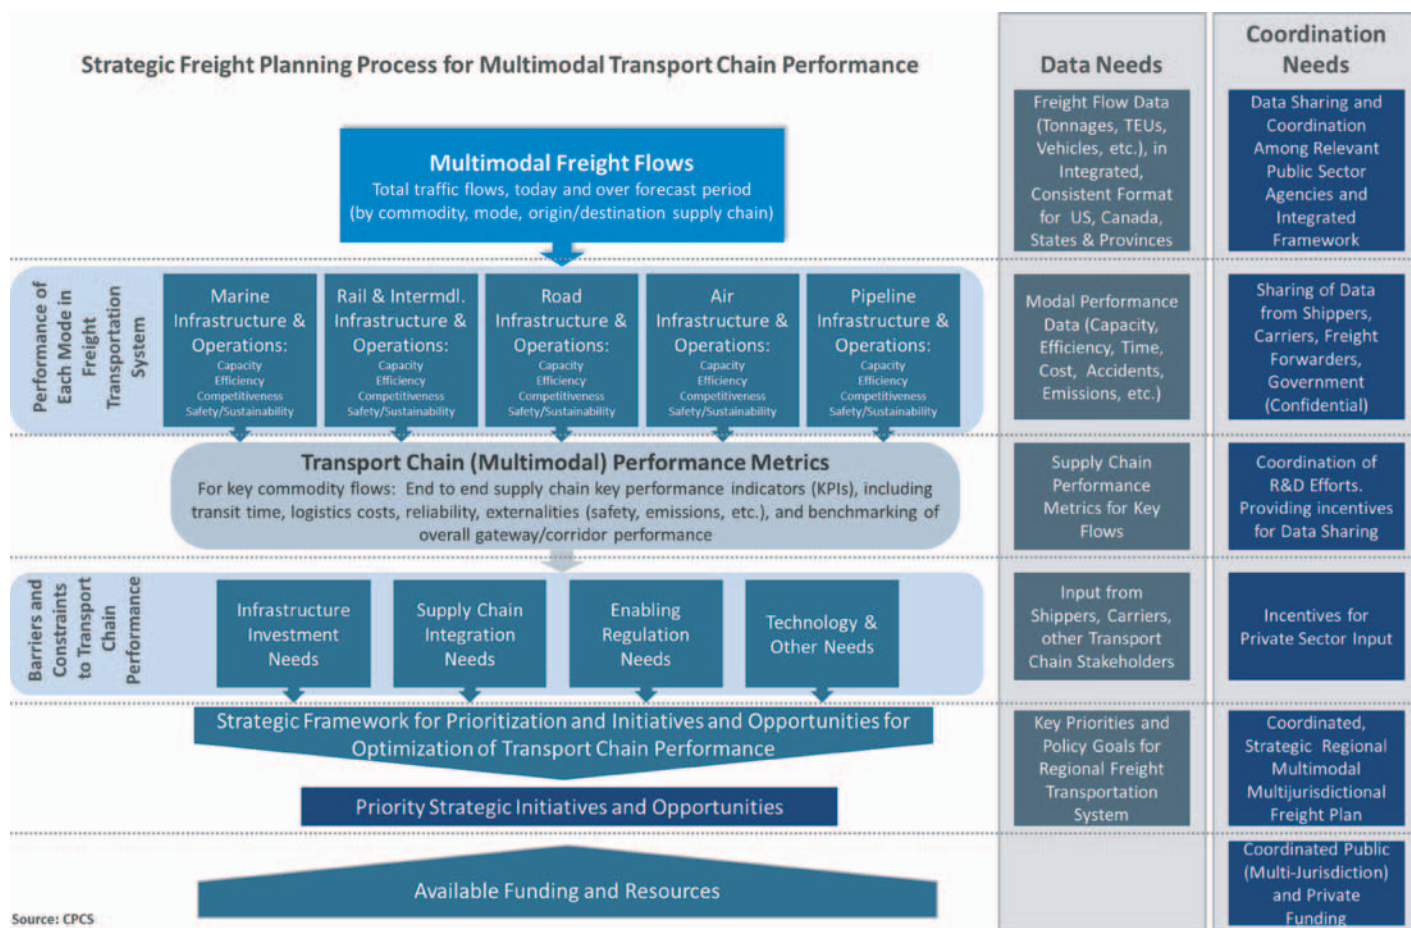 Strategic Freight Planning Process for Multimodal Transport Chain Performance
Multimodal Freight Flows
Total traffic flows, today and over forecast period
(by commodity, mode, origin/destination supply chain)
Performance of
Each Mode in
Freight
Transportation
System
Marine
Infrastructure &
Operations:
Capacity
Efficiency
Competitiveness
Safety/Sustainability
Rail & Intermdl.
Infrastructure &
Operations:
Capacity
Efficiency
Competitiveness
Safety/Sustainability
Road
Infrastructure &
Operations:
Capacity
Efficiency
Competitiveness
Safety/Sustainability
Air
Infrastructure &
Operations:
Capacity
Efficiency
Competitiveness
Safety/Sustainability
Pipeline
Infrastructure &
Operations:
Capacity
Efficiency
Competitiveness
Safety/Sustainability
Transport Chain (Multimodal) Performance Metrics
For key commodity flows: End to end supply chain key performance indicators (KPIs), including
transit time, logistics costs, reliability, externalities (safety, emissions, etc.), and benchmarking of
overall gateway/corridor performance
Barriers and
Constraints
to Transport
Chain
Performance
Infrastructure
Investment
Needs
Supply Chain
Integration
Needs
Enabling
Regulation
Needs
Technology &
Other Needs
Strategic Framework for Prioritization and Initiatives and Opportunities for
Optimization of Transport Chain Performance
Priority Strategic Initiatives and Opportunities
Available Funding and Resources
Source: CPCS
Data Needs
Freight Flow Data
(Tonnages, TEUs,
Vehicles, etc.), in
Integrated,
Consistent Format
for US, Canada,
States & Provinces
Modal Performance
Data (Capacity,
Efficiency, Time,
Cost, Accidents,
Emissions, etc.)
Supply Chain
Performance
Metrics for Key
Flows
Input from
Shippers, Carriers,
other Transport
Chain Stakeholders
Key Priorities and
Policy Goals for
Regional Freight
Transportation
System
Coordination
Needs
Data Sharing and
Coordination
Among Relevant
Public Sector
Agencies and
Integrated
Framework
Sharing of Data
from Shippers,
Carriers, Freight
Forwarders,
Government
(Confidential)
Coordination of
R&D Efforts.
Providing incentives
for Data Sharing
Incentives for
Private Sector Input
Coordinated,
Strategic Regional
Multimodal
Multijurisdictional
Freight Plan
Coordinated Public
(Multi-Jurisdiction)
and Private
Funding